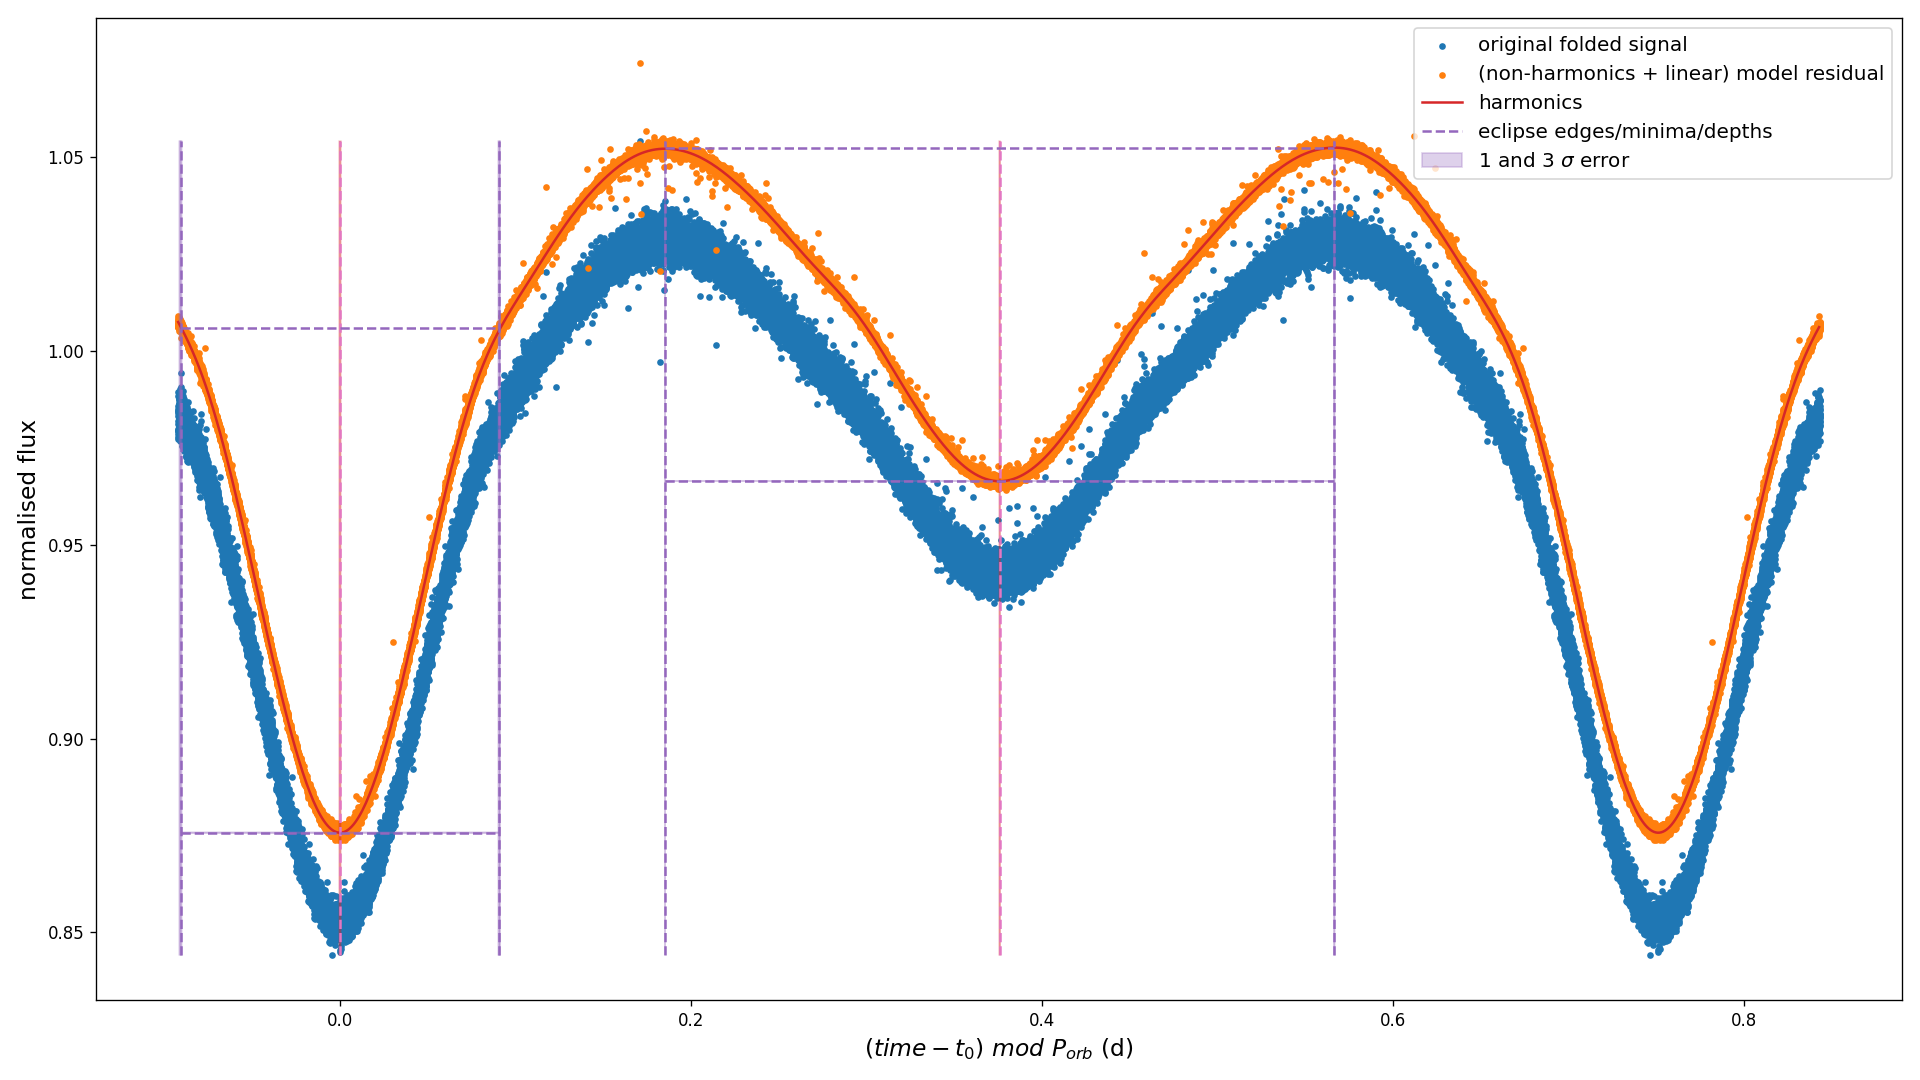 original folded signal
(non-harmonics + linear) model residual
harmonics
eclipse edges/minima/depths
1 and 3 σ error
normalised flux
1.05
1.00
0.95
0.90
0.85
0.0 0.2 0.4 0.6 0.8
(time − t₀) mod P_orb (d)